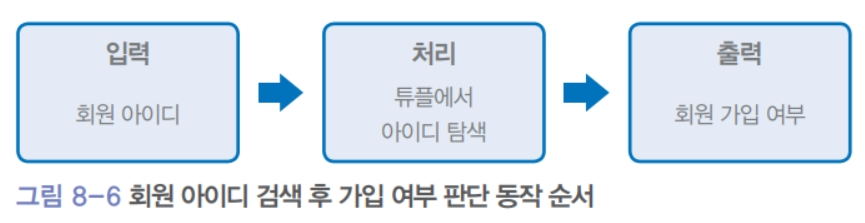 입력
회원 아이디
처리
튜플에서
아이디 탐색
출력
회원 가입 여부
그림 8-6 회원 아이디 검색 후 가입 여부 판단 동작 순서